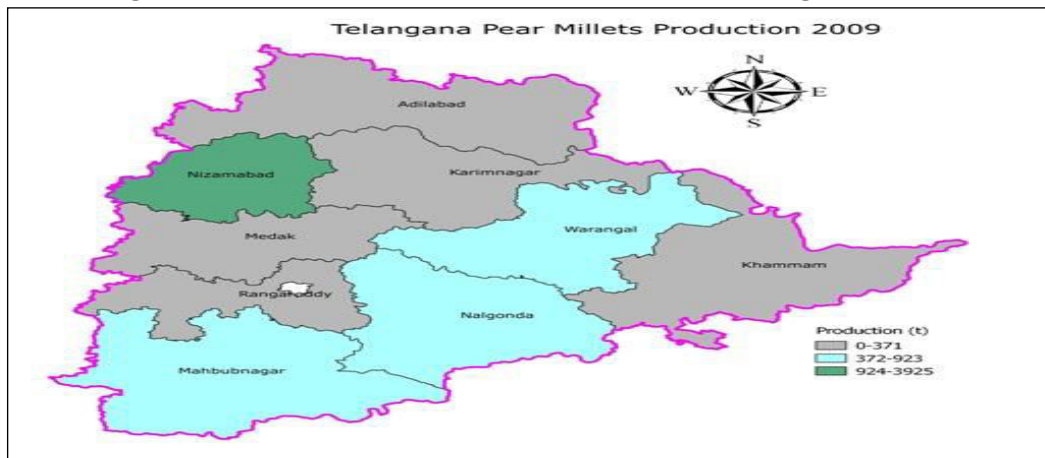 Telangana Pear Millets Production 2009
N
W E
S
Adilabad
Nizamabad
Karimnagar
Medak
Warangal
Khammam
Rangareddy
Nalgonda
Mahbubnagar
Production (t)
0-371
372-923
924-3925